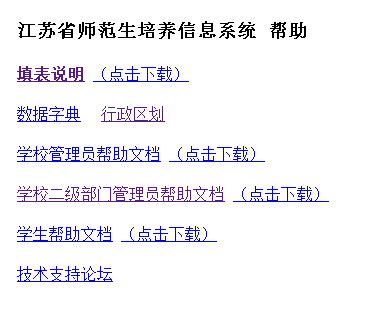 江苏省师范生培养信息系统 帮助
填表说明 （点击下载）
数据字典 行政区划
学校管理员帮助文档 （点击下载）
学校二级部门管理员帮助文档 （点击下载）
学生帮助文档 （点击下载）
技术支持论坛